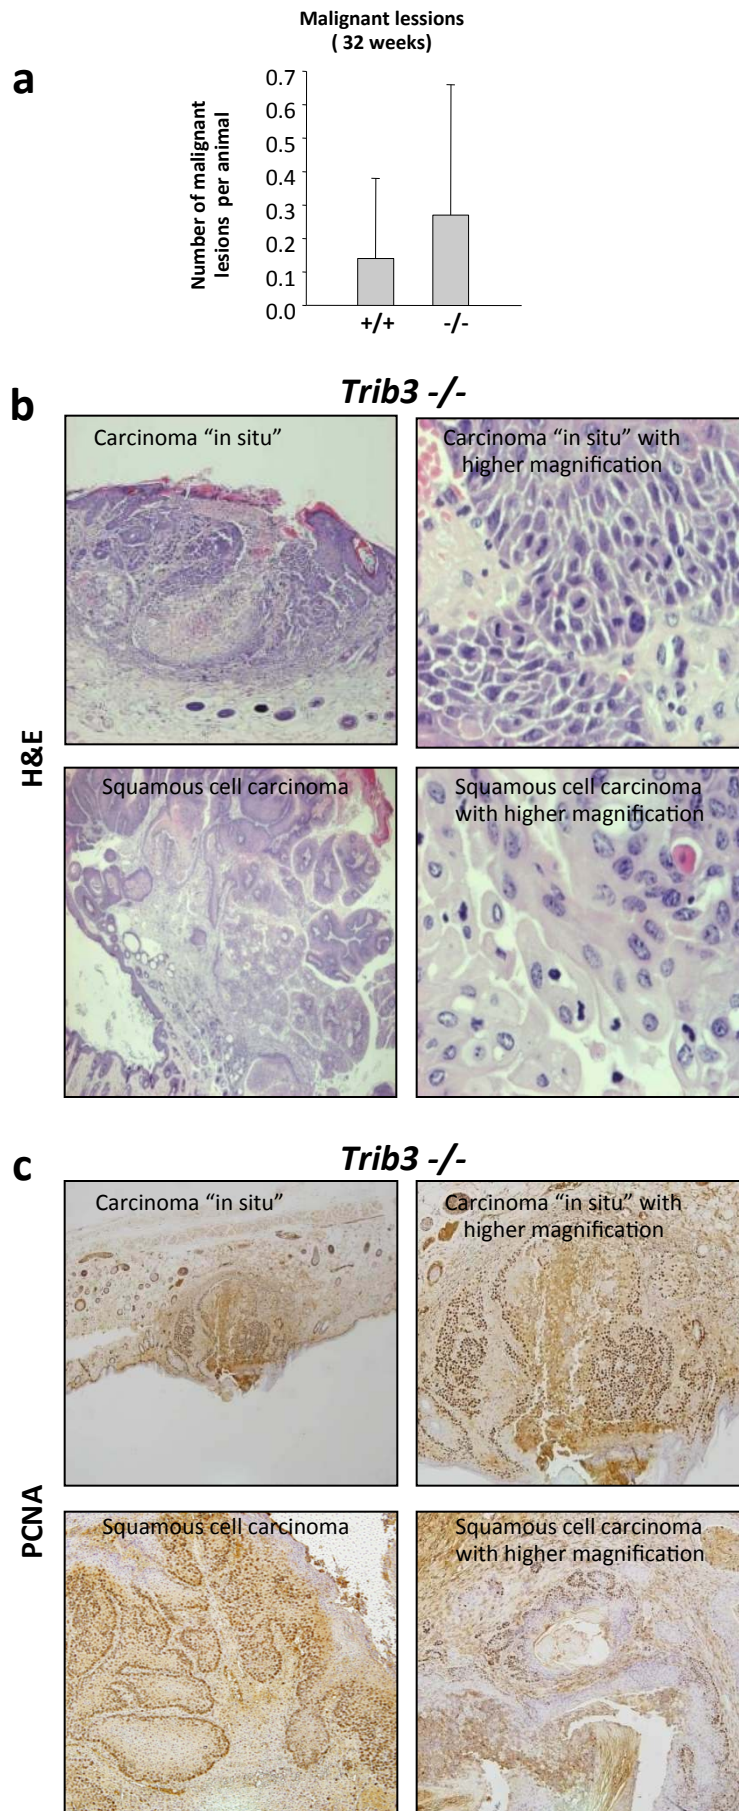 Malignant lessions
( 32 weeks)
a
Number of malignant
lesions per animal
0.7
0.6
0.5
0.4
0.3
0.2
0.1
0.0
+/+
-/-
b
Trib3 -/-
H&E
Carcinoma "in situ"
Carcinoma "in situ" with
higher magnification
Squamous cell carcinoma
Squamous cell carcinoma
with higher magnification
c
Trib3 -/-
PCNA
Carcinoma "in situ"
Carcinoma "in situ" with
higher magnification
Squamous cell carcinoma
Squamous cell carcinoma
with higher magnification